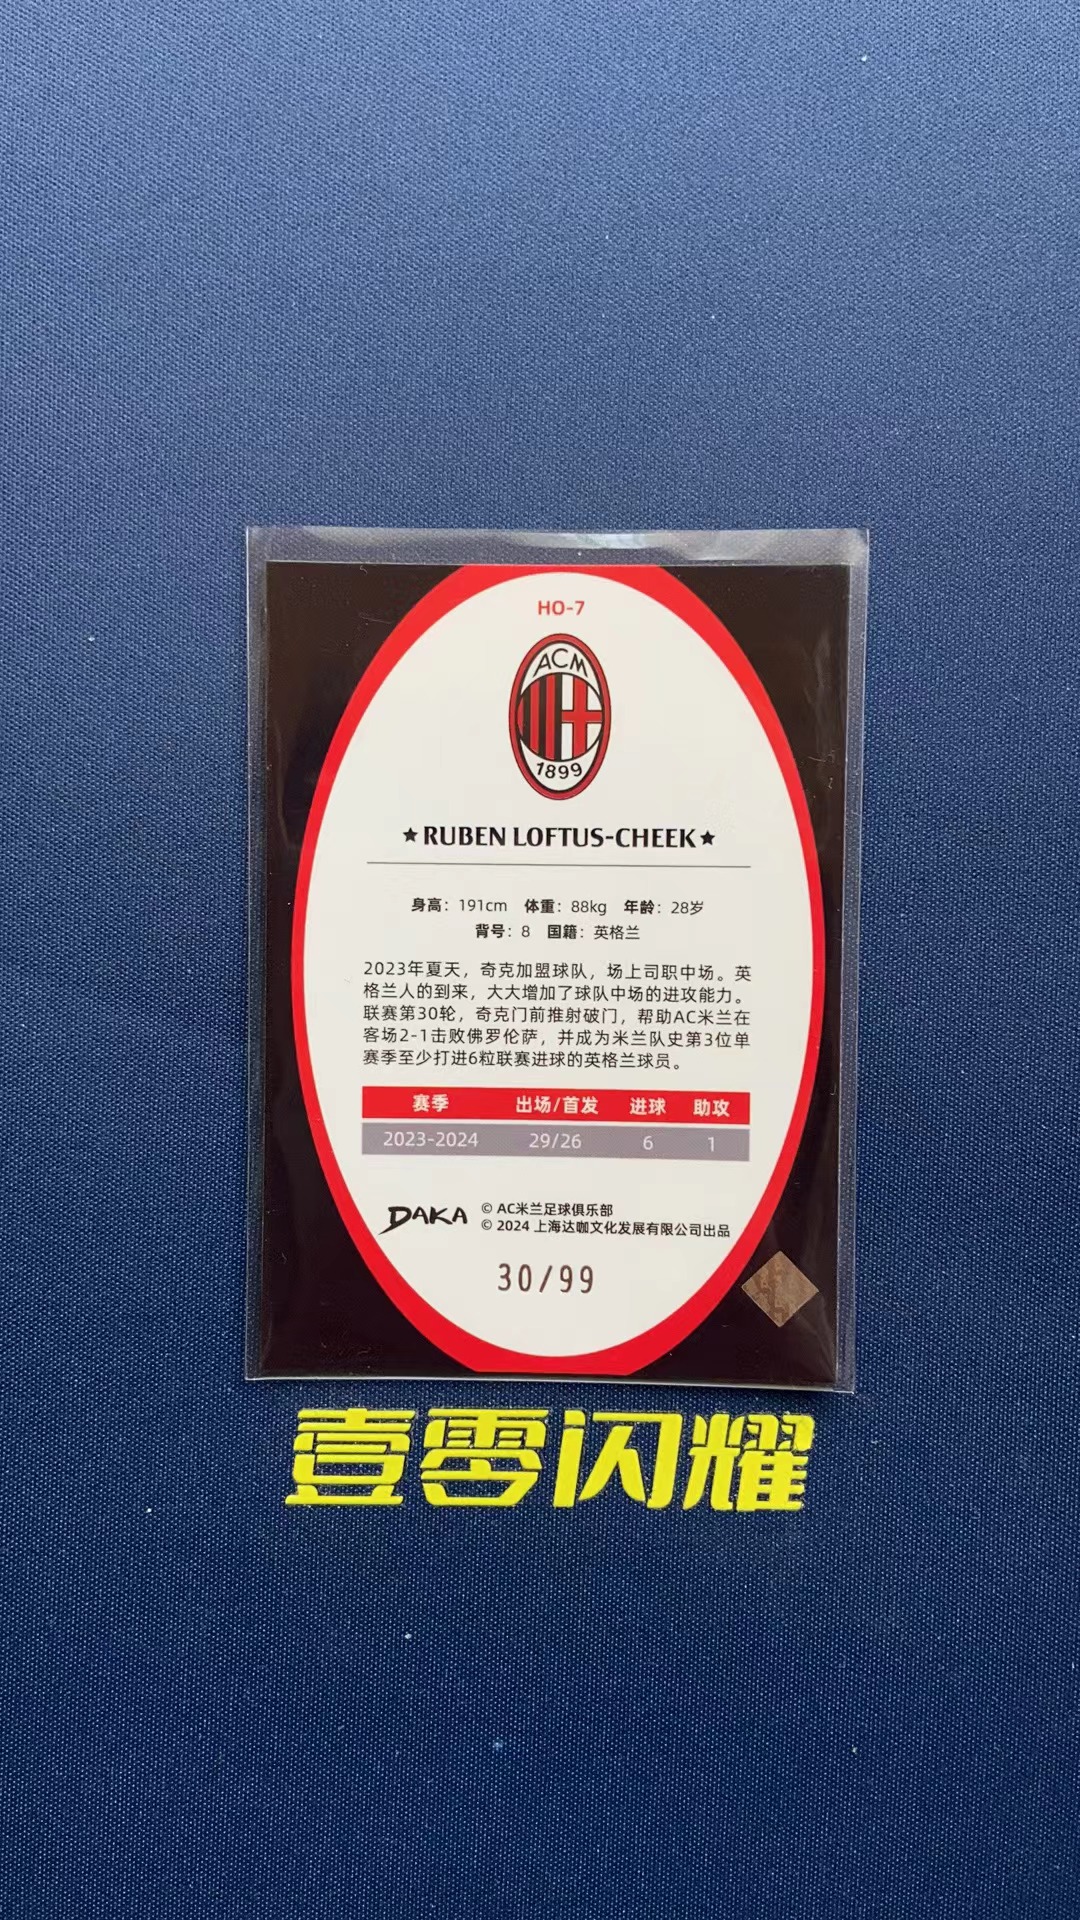 HO-7
ACM
1899
★RUBEN LOFTUS-CHEEK★
身高：191cm 体重：88kg 年龄：28岁
背号：8 国籍：英格兰
2023年夏天，奇克加盟球队，场上司职中场。英
格兰人的到来，大大增加了球队中场的进攻能力。
联赛第30轮，奇克门前推射破门，帮助AC米兰在
客场2-1击败佛罗伦萨，并成为米兰队史第3位单
赛季至少打进6粒联赛进球的英格兰球员。
赛季 出场/首发 进球 助攻
2023-2024 29/26 6 1
DAKA © AC米兰足球俱乐部
© 2024 上海达咖文化发展有限公司出品
30/99
壹零闪耀